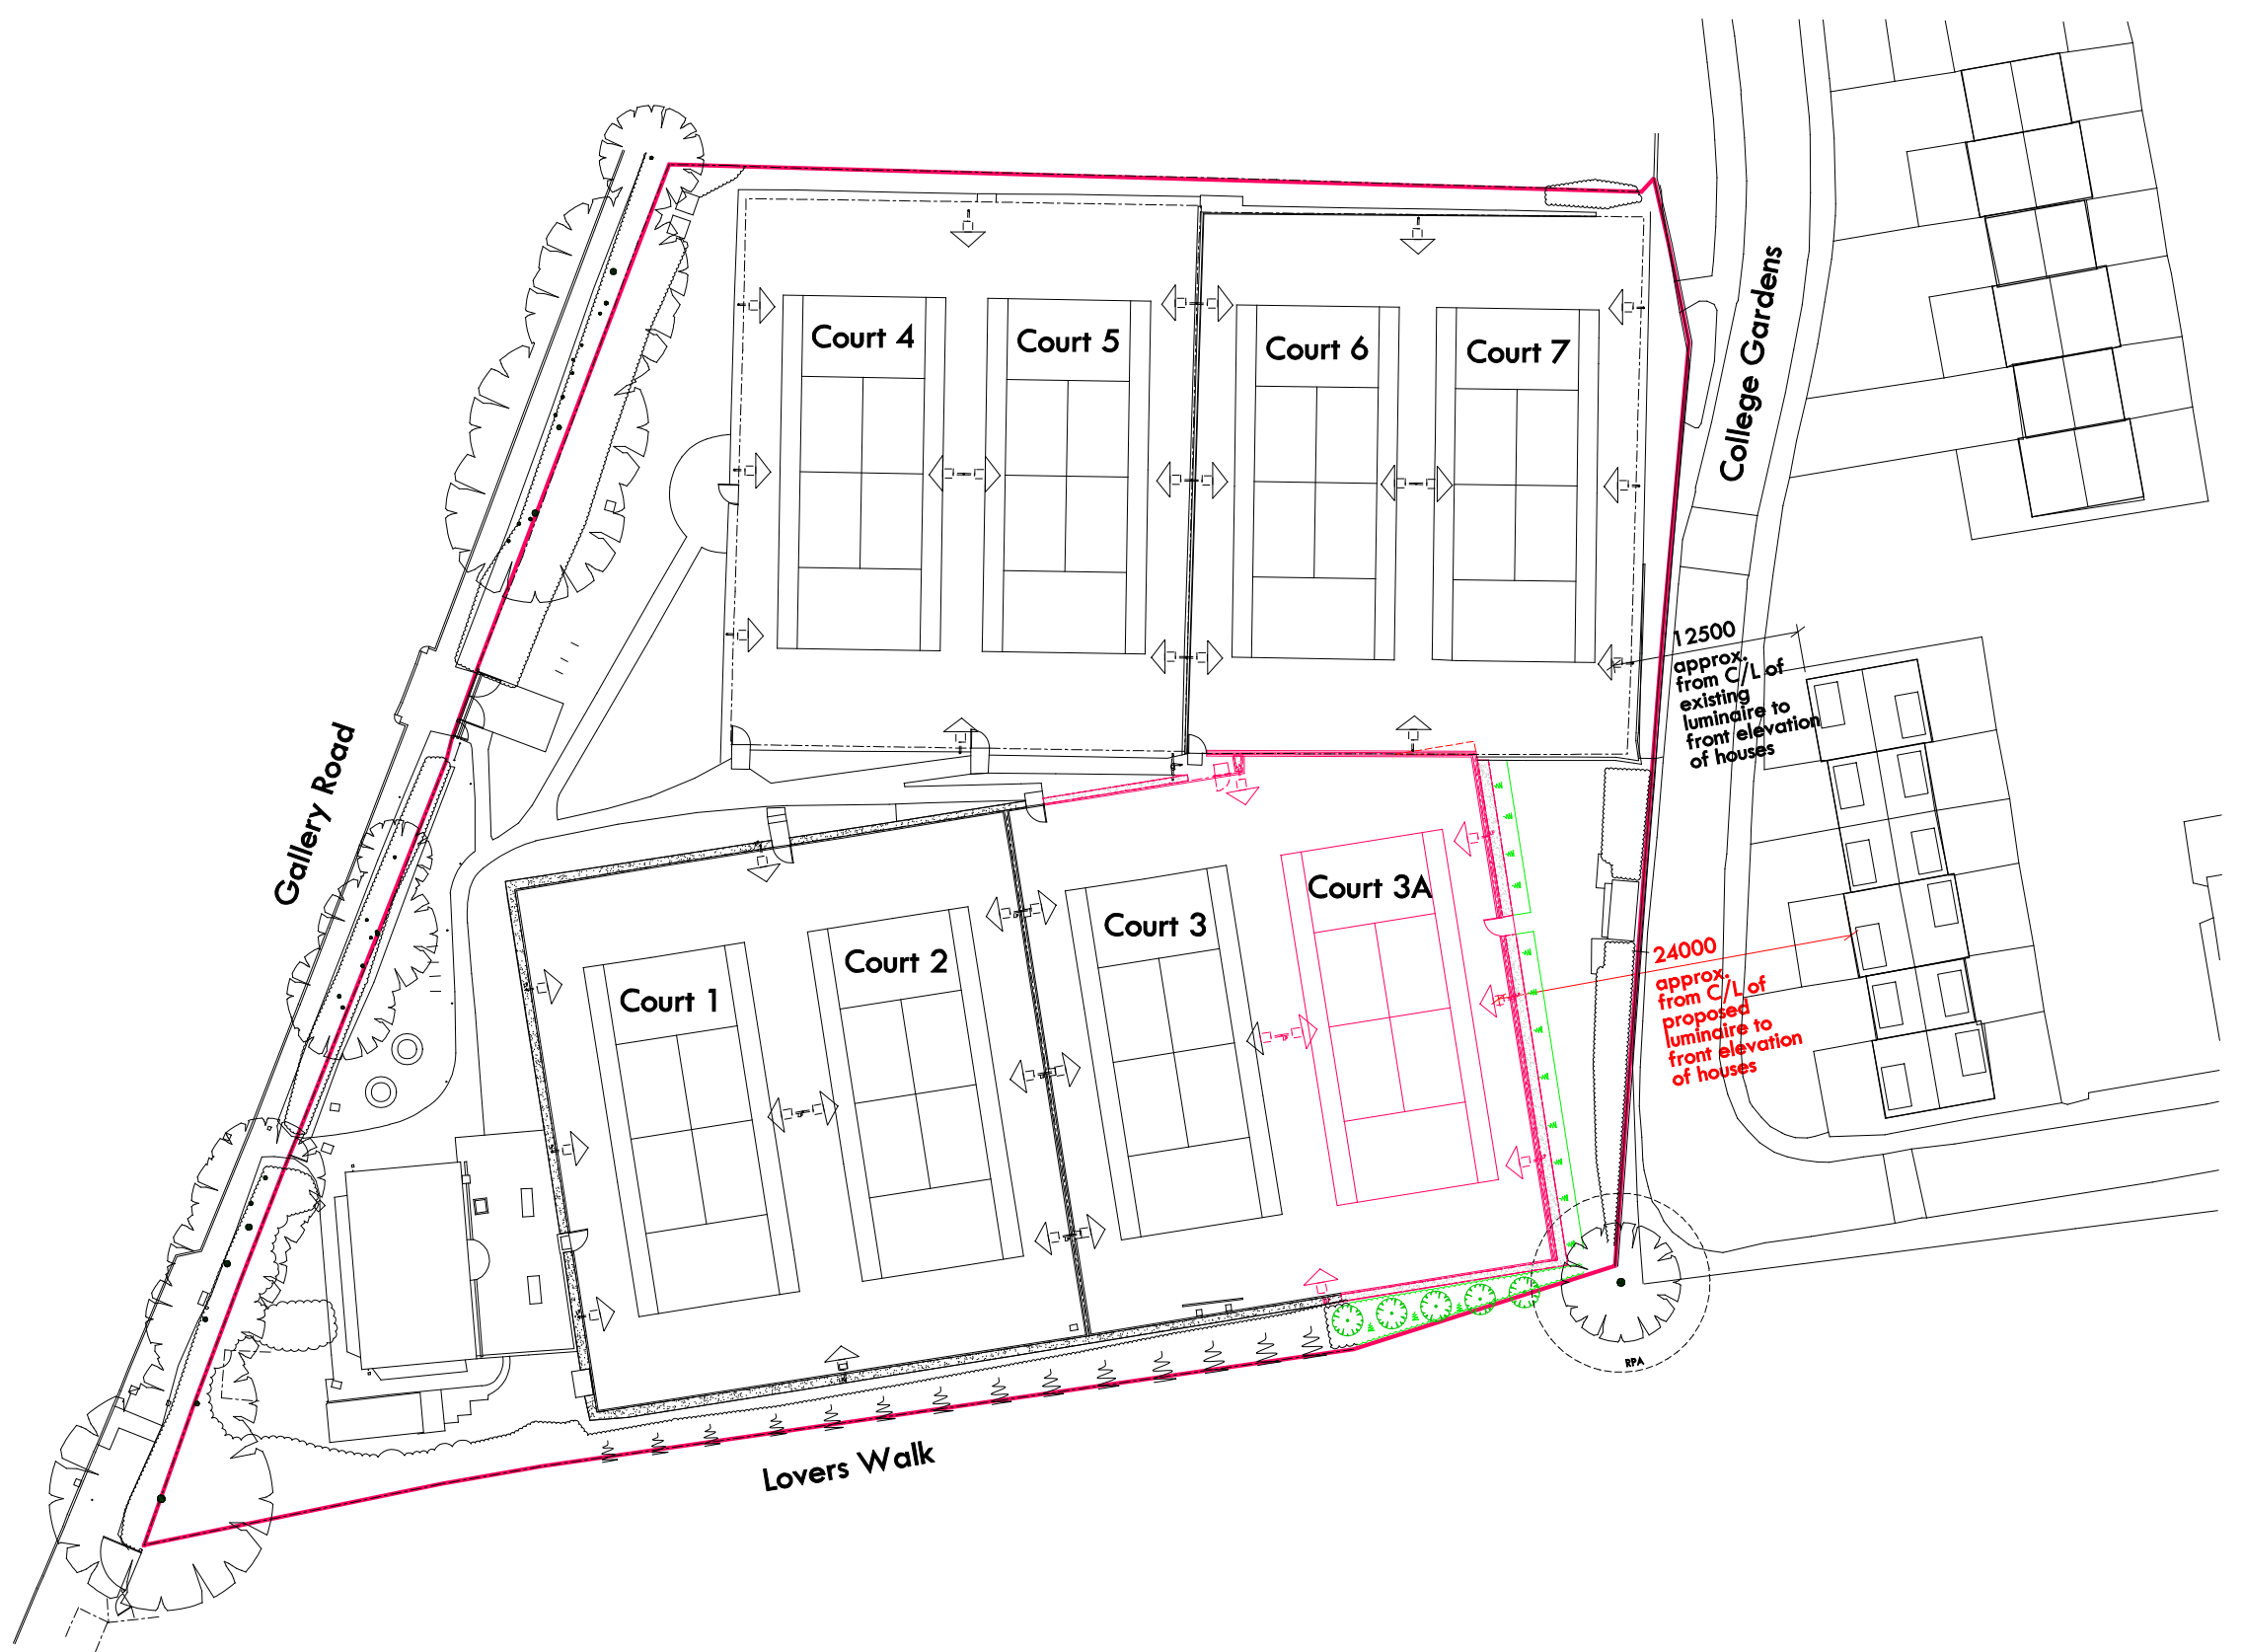 Court 4
Court 5
Court 6
Court 7
College Gardens
12500
approx.
from C/L of
existing
luminaire to
front elevation
of houses
Gallery Road
Court 3A
Court 3
Court 2
Court 1
24000
approx.
from C/L of
proposed
luminaire to
front elevation
of houses
RPA
Lovers Walk